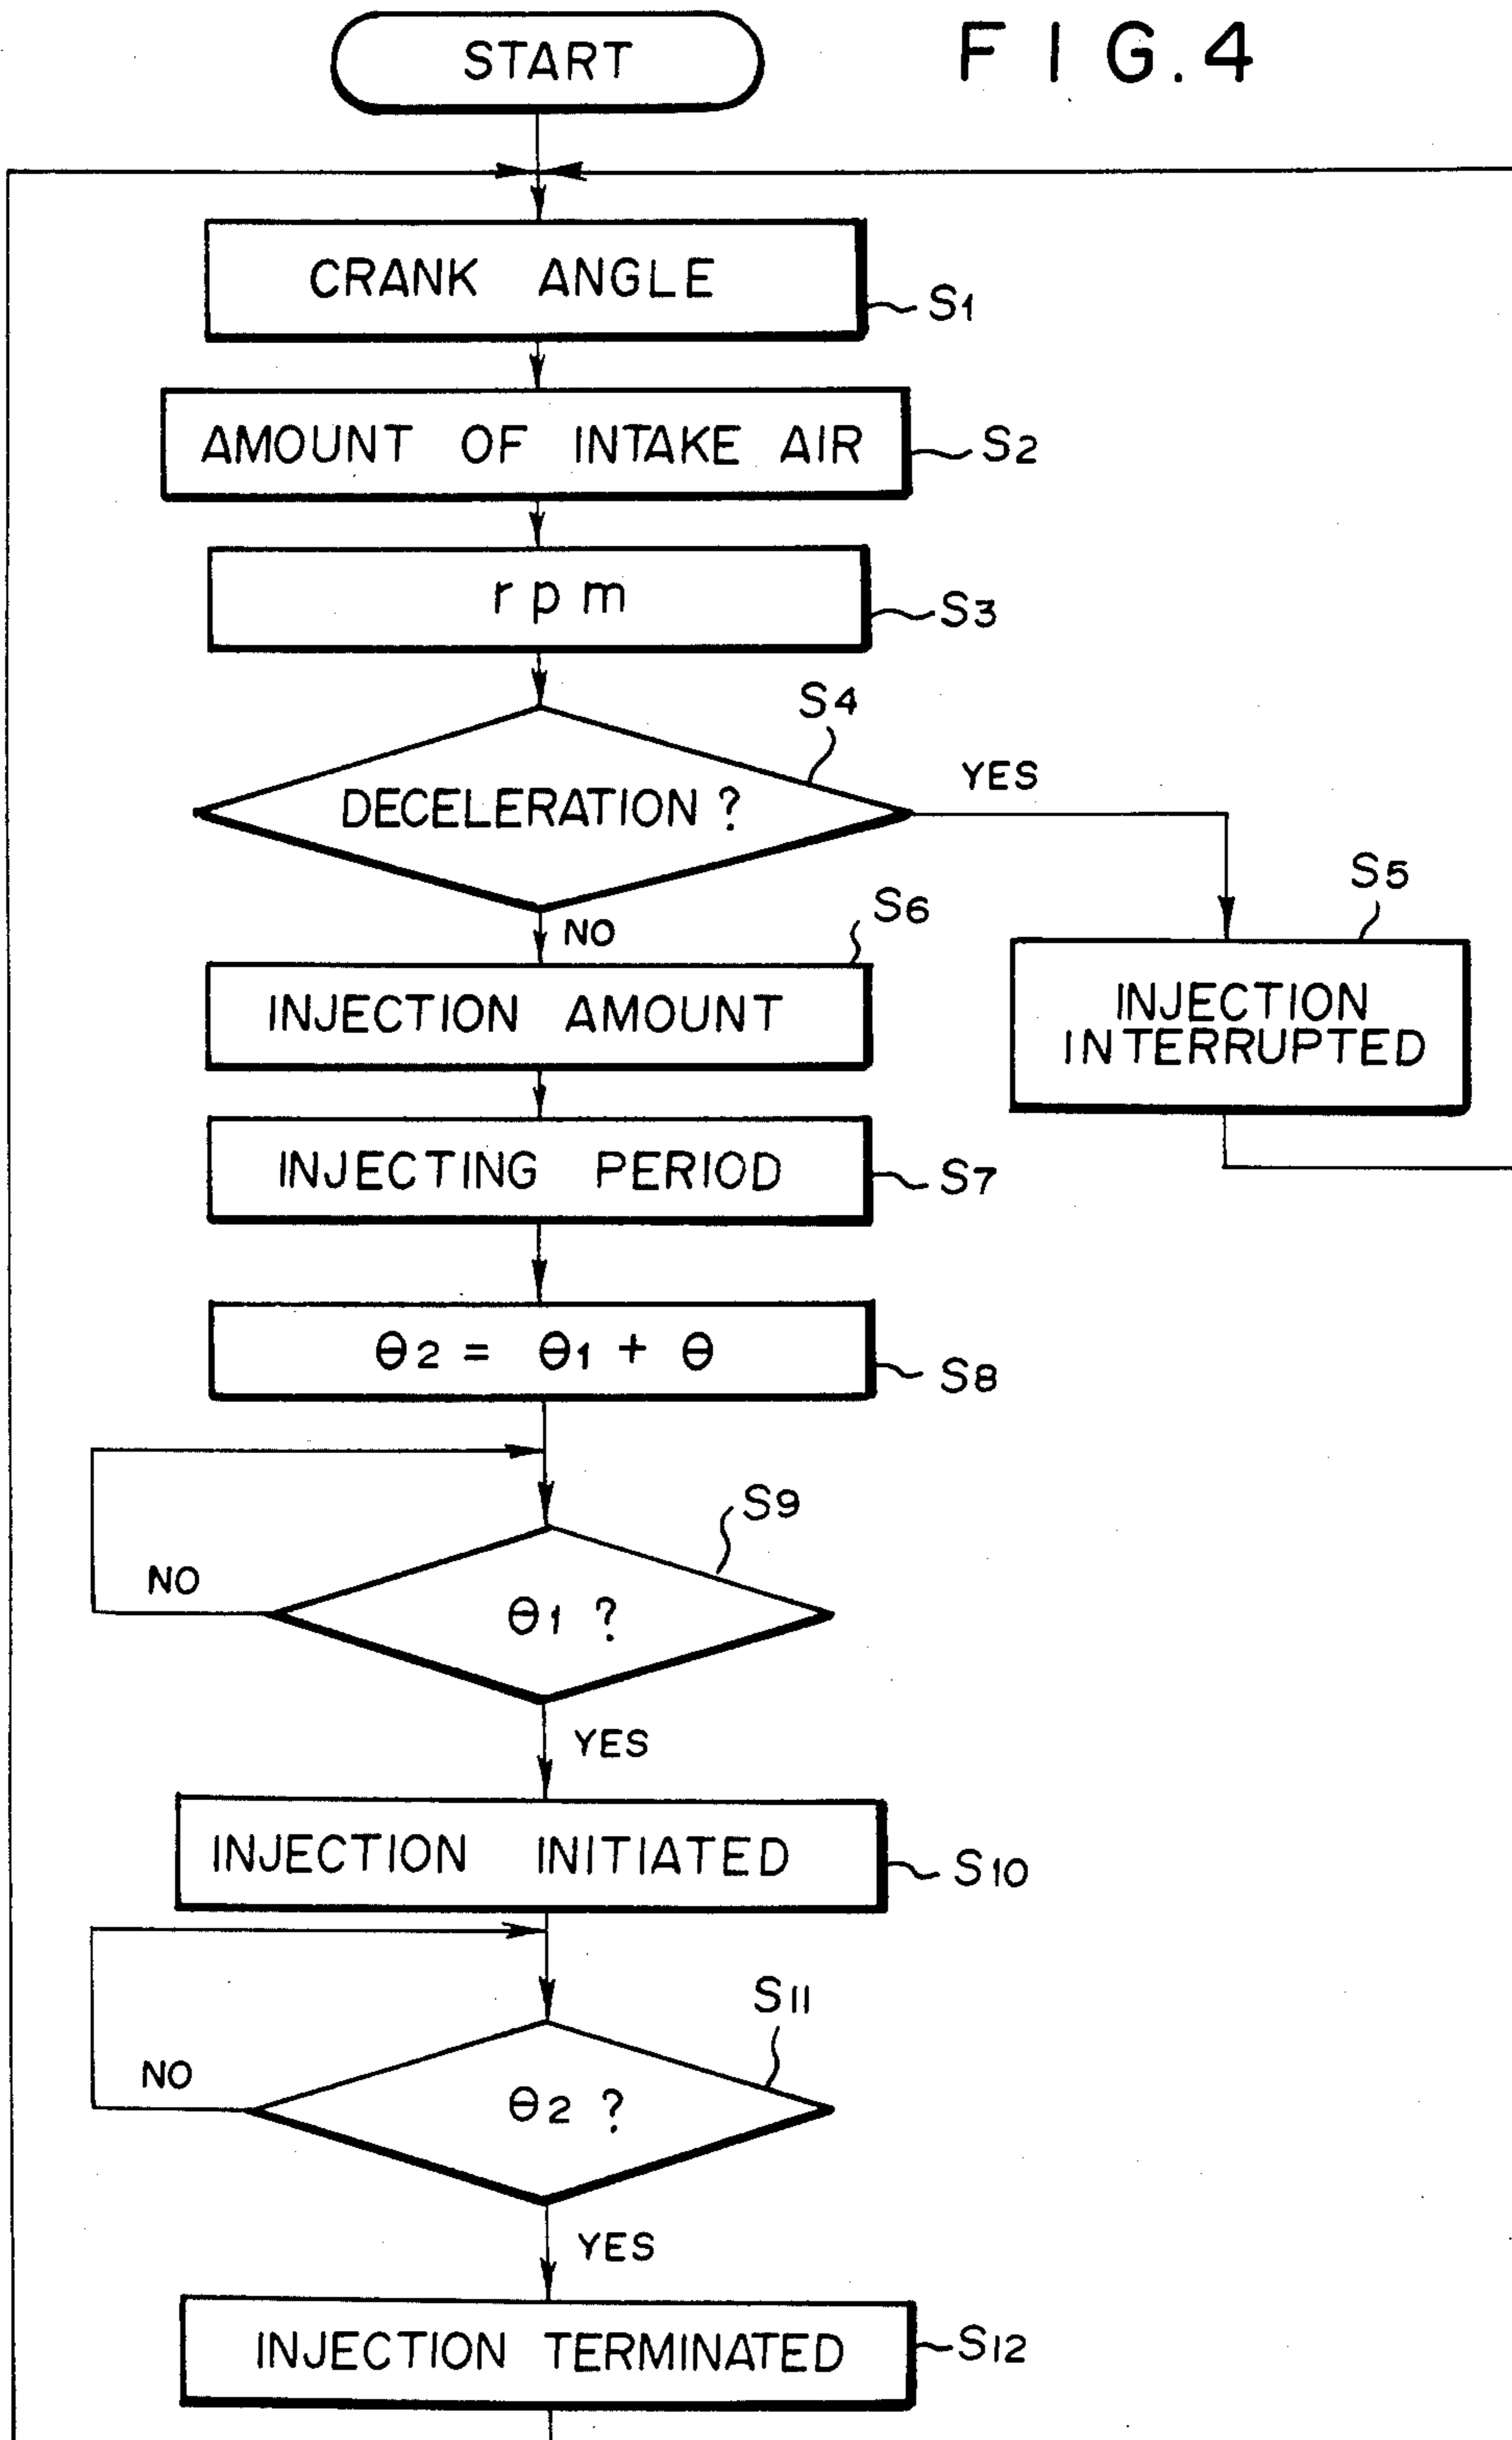 START
FIG.4
CRANK ANGLE
S1
AMOUNT OF INTAKE AIR
S2
rpm
S3
S4
DECELERATION ?
YES
S5
NO
S6
INJECTION AMOUNT
INJECTION
INTERRUPTED
INJECTING PERIOD
S7
θ2 = θ1 + θ
S8
S9
NO
θ1 ?
YES
INJECTION INITIATED
S10
S11
NO
θ2 ?
YES
INJECTION TERMINATED
S12